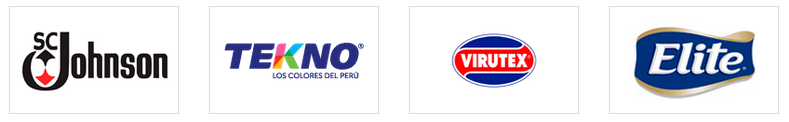 SC
Johnson
TEKNO®
LOS COLORES DEL PERÚ
VIRUTEX®
Elite®